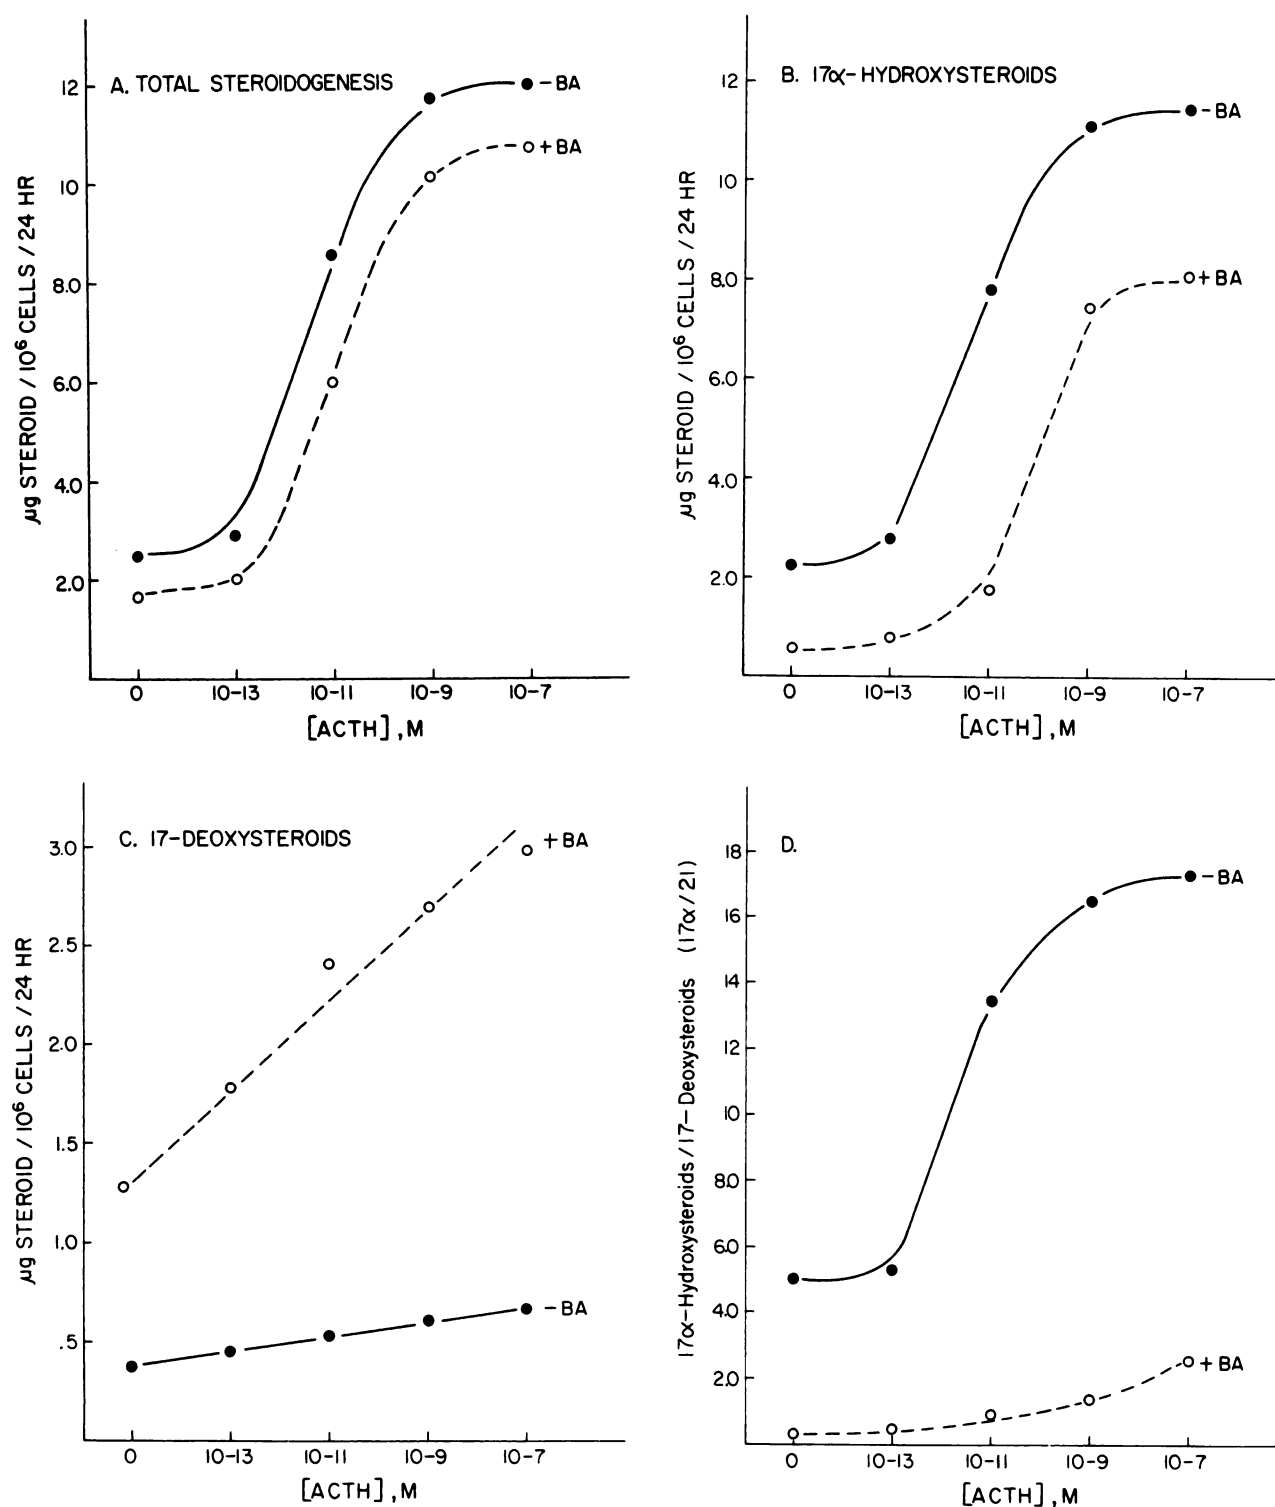 A. TOTAL STEROIDOGENESIS
12
10
8.0
6.0
4.0
2.0
µg STEROID / 10⁶ CELLS / 24 HR
-BA
+BA
0 10-13 10-11 10-9 10-7
[ACTH], M
B. 17α-HYDROXYSTEROIDS
12
10
8.0
6.0
4.0
2.0
µg STEROID / 10⁶ CELLS / 24 HR
-BA
+BA
0 10-13 10-11 10-9 10-7
[ACTH], M
C. 17-DEOXYSTEROIDS
3.0
2.5
2.0
1.5
1.0
.5
µg STEROID / 10⁶ CELLS / 24 HR
+BA
-BA
0 10-13 10-11 10-9 10-7
[ACTH], M
D.
18
16
14
12
10
8.0
6.0
4.0
2.0
17α-Hydroxysteroids / 17-Deoxysteroids (17α/21)
-BA
+BA
0 10-13 10-11 10-9 10-7
[ACTH], M